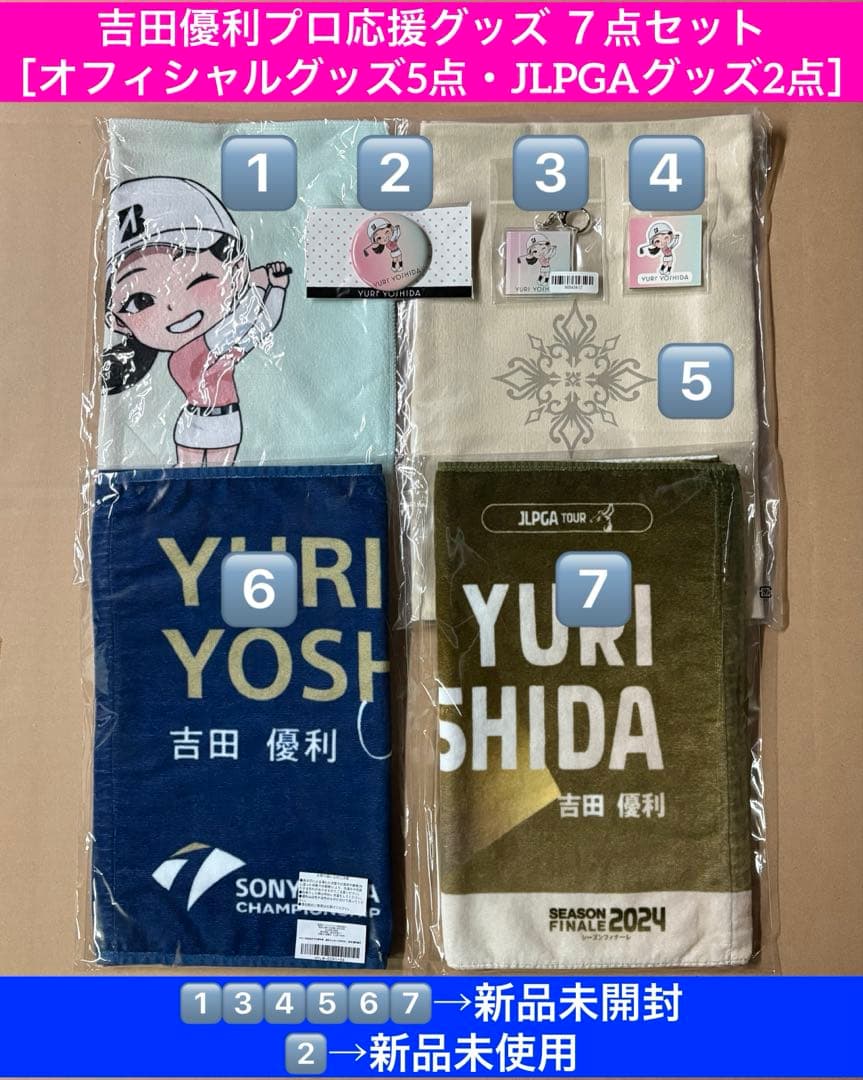 吉田優利プロ応援グッズ 7点セット
[オフィシャルグッズ5点・JLPGAグッズ2点]
1
2
3
4
B
YURI YOSHIDA
YURI YOSHIDA
YURI YOSHIDA
5
JLPGA TOUR
6
7
YURI
YOSH
吉田 優利
YURI
SHIDA
吉田 優利
SONY
CHAMPIONSHIP
SEASON
FINALE 2024
シーズンフィナーレ
1 3 4 5 6 7→新品未開封
2→新品未使用